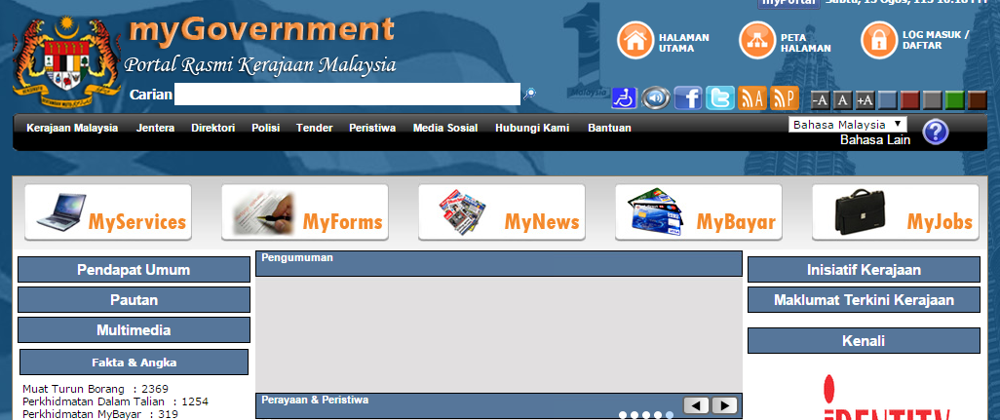 myPortal
Sabtu, 15 Ogos, 115 10:18
myGovernment
Portal Rasmi Kerajaan Malaysia
HALAMAN UTAMA
PETA HALAMAN
LOG MASUK / DAFTAR
Carian
Malaysia
A
P
-A A +A
Kerajaan Malaysia Jentera Direktori Polisi Tender Peristiwa Media Sosial Hubungi Kami Bantuan
Bahasa Malaysia
Bahasa Lain
?
MyServices MyForms MyNews MyBayar MyJobs
Pendapat Umum
Pautan
Multimedia
Fakta & Angka
Muat Turun Borang : 2369
Perkhidmatan Dalam Talian : 1254
Perkhidmatan MyBayar : 319
Pengumuman
Perayaan & Peristiwa
Inisiatif Kerajaan
Maklumat Terkini Kerajaan
Kenali
iDENTITY